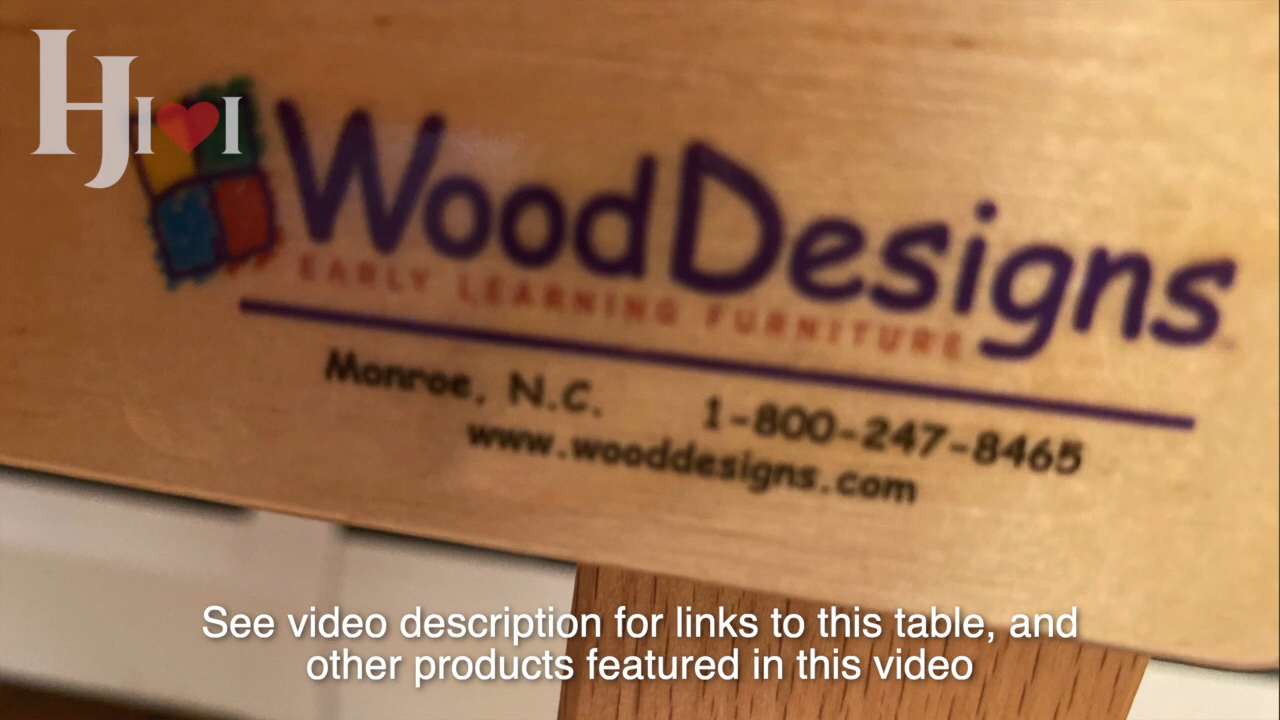 HJI❤I
WoodDesigns
EARLY LEARNING FURNITURE
Monroe, N.C. 1-800-247-8465
www.wooddesigns.com
See video description for links to this table, and
other products featured in this video